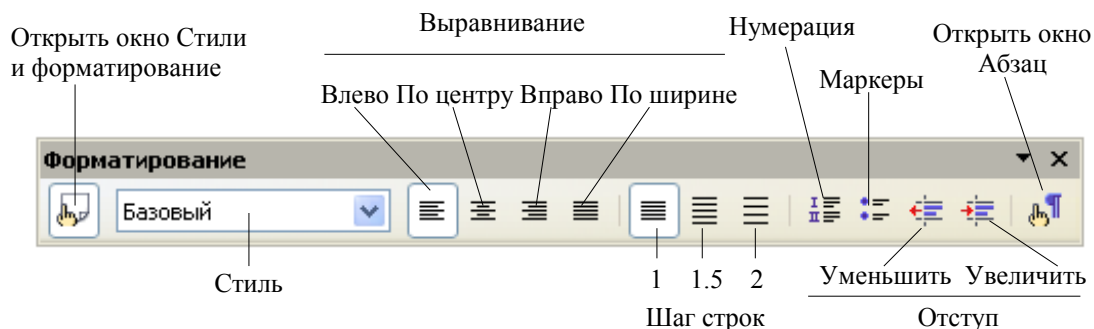 Выравнивание
Нумерация
Открыть окно Стили
и форматирование
Открыть окно
Абзац
Маркеры
Влево По центру Вправо По ширине
Форматирование
Базовый
I
II
Стиль
1 1.5 2
Уменьшить Увеличить
Шаг строк
Отступ